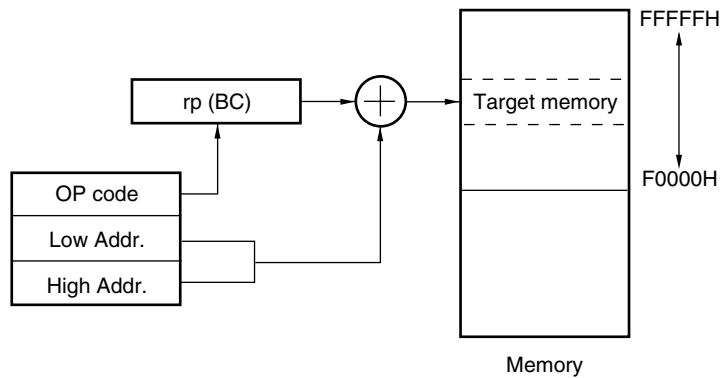 FFFFFH
rp (BC)
Target memory
F0000H
OP code
Low Addr.
High Addr.
Memory